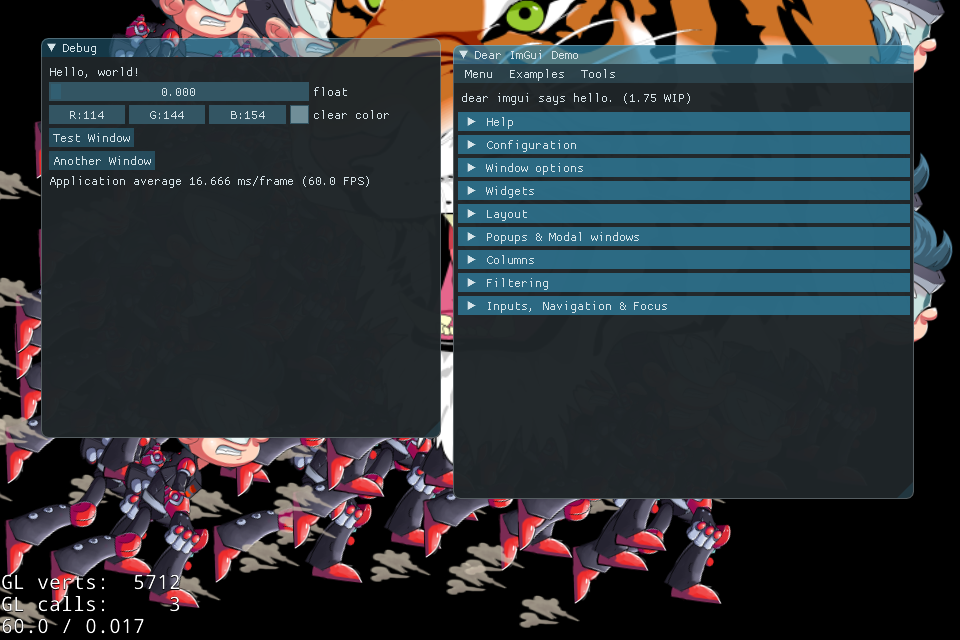 Debug
Hello, world!
0.000 float
R:114 G:144 B:154 clear color
Test Window
Another Window
Application average 16.666 ms/frame (60.0 FPS)
Dear ImGui Demo
Menu Examples Tools
dear imgui says hello. (1.75 WIP)
Help
Configuration
Window options
Widgets
Layout
Popups & Modal windows
Columns
Filtering
Inputs, Navigation & Focus
GL verts: 5712
GL calls: 3
60.0 / 0.017